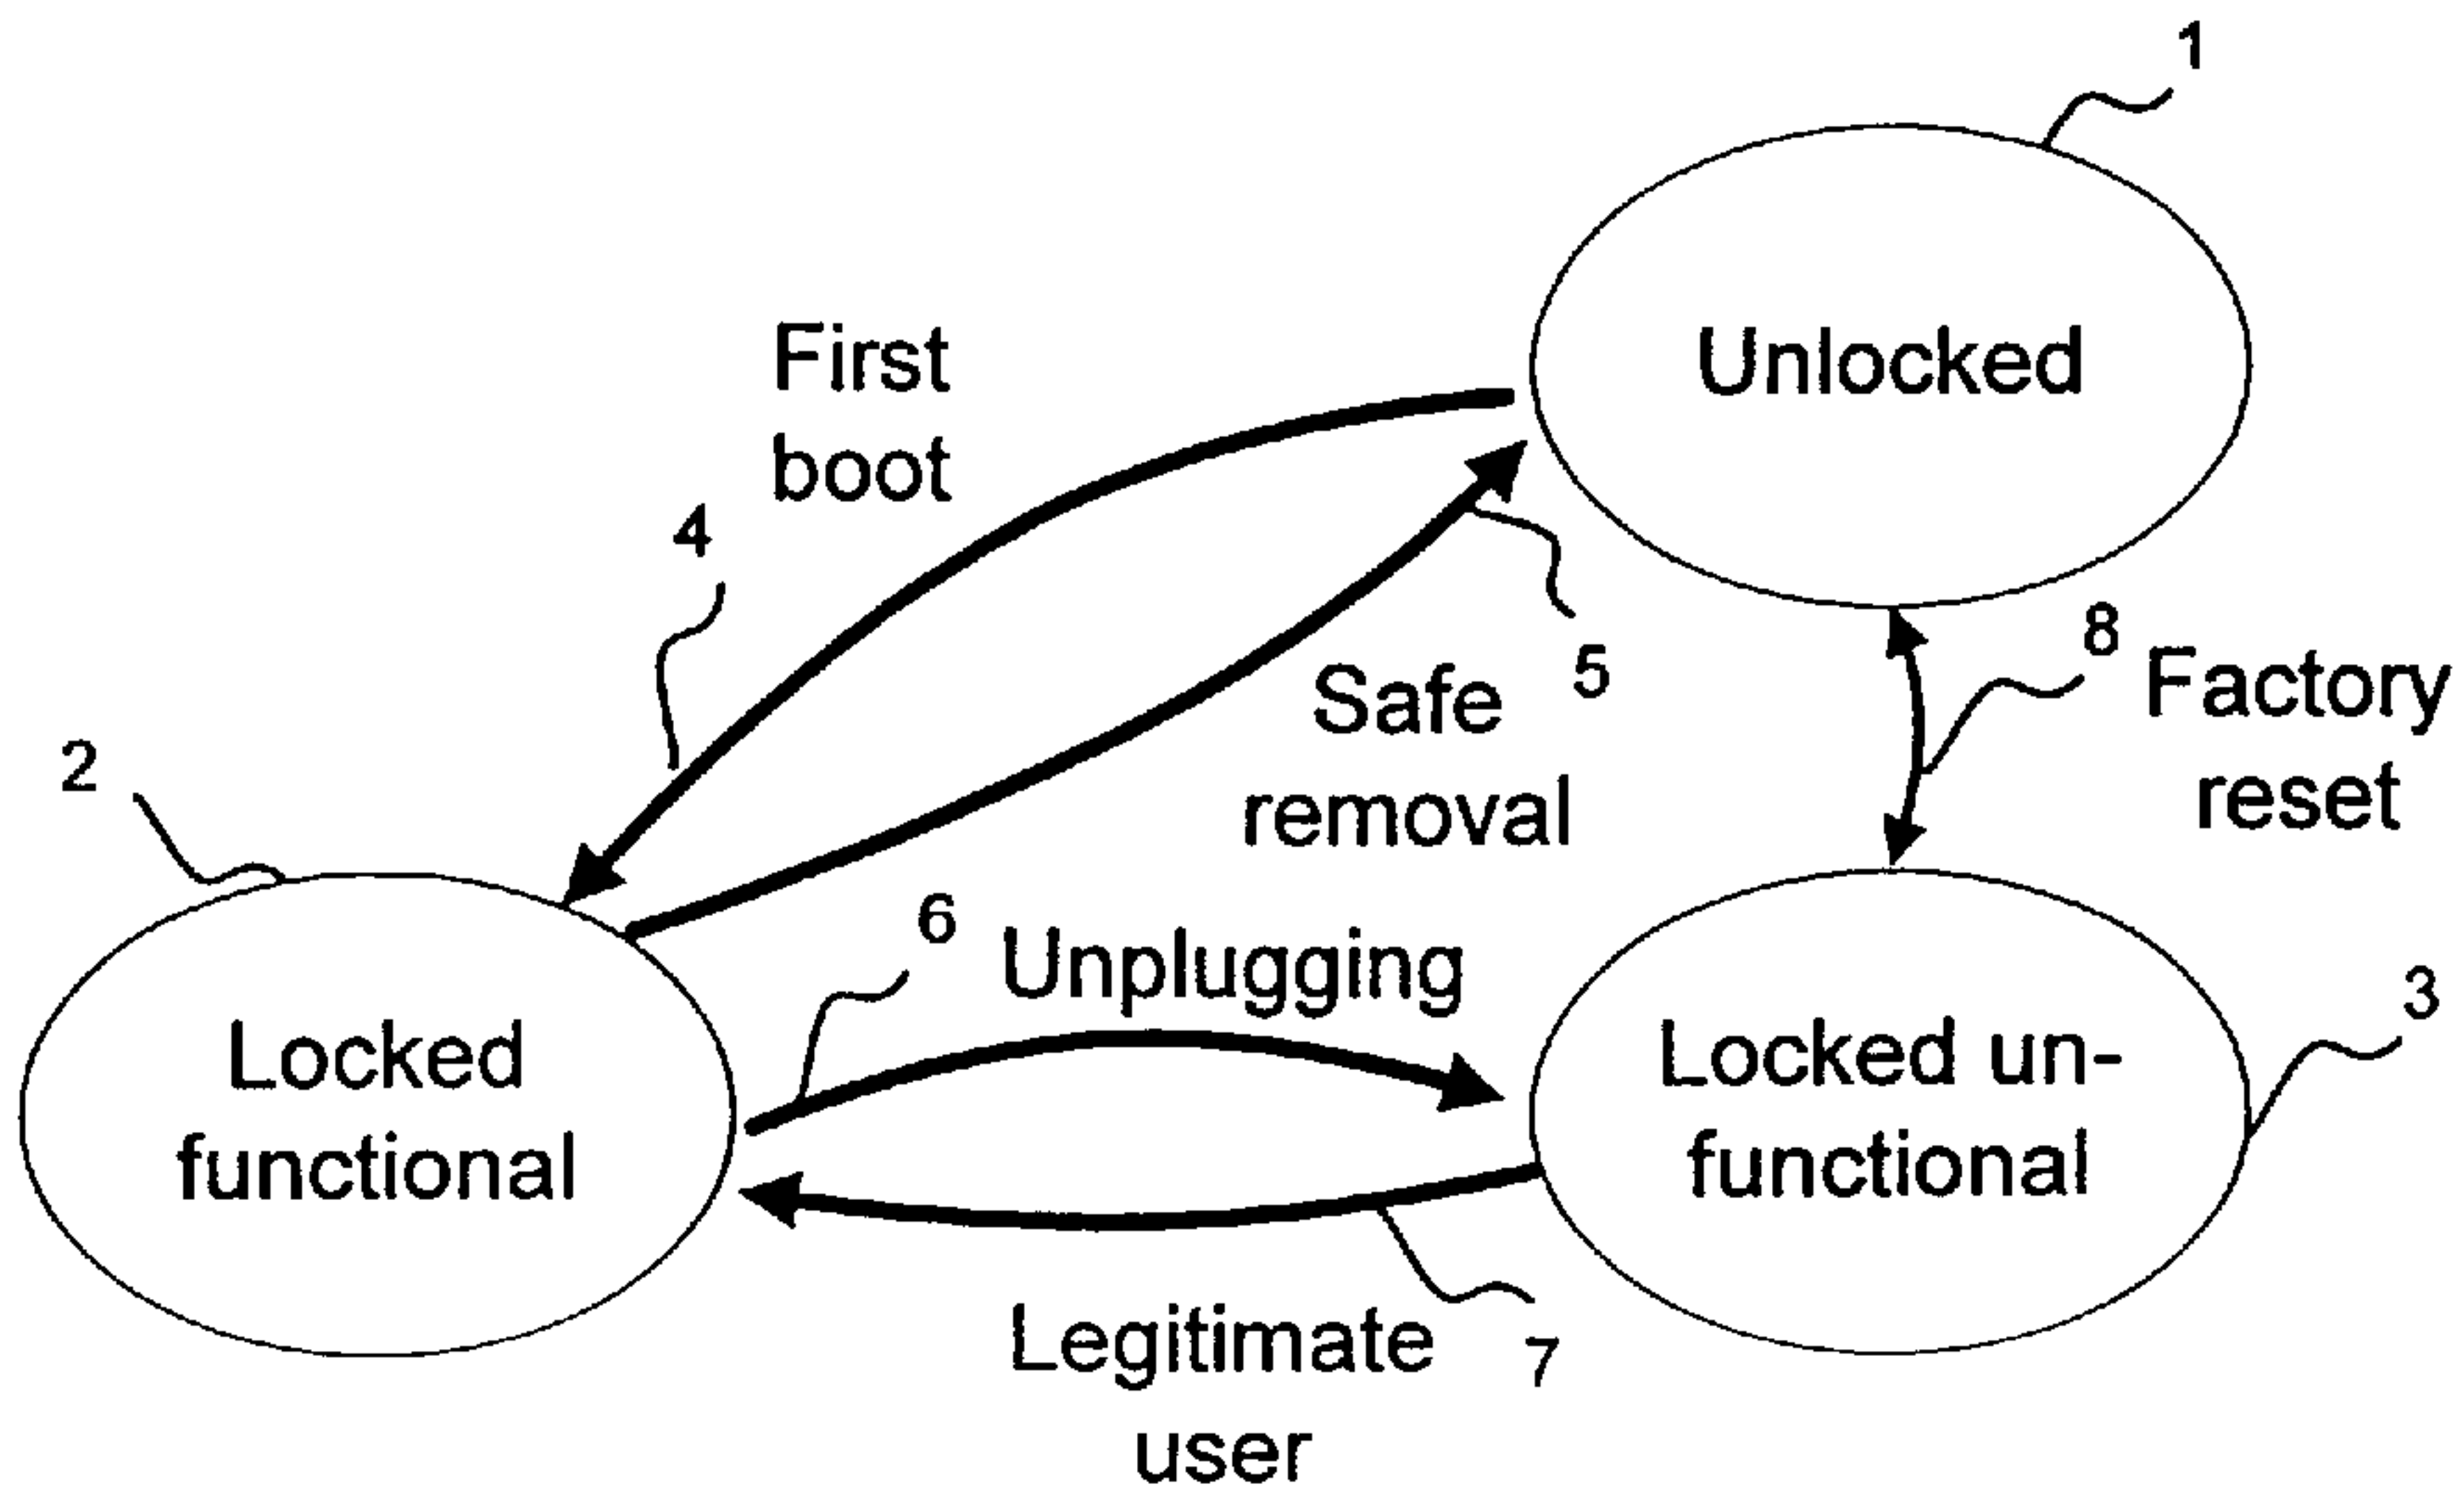 1
Unlocked
First
boot
4
5
Safe
removal
8
Factory
reset
2
6
Unplugging
3
Locked
functional
Locked un-
functional
Legitimate
user
7